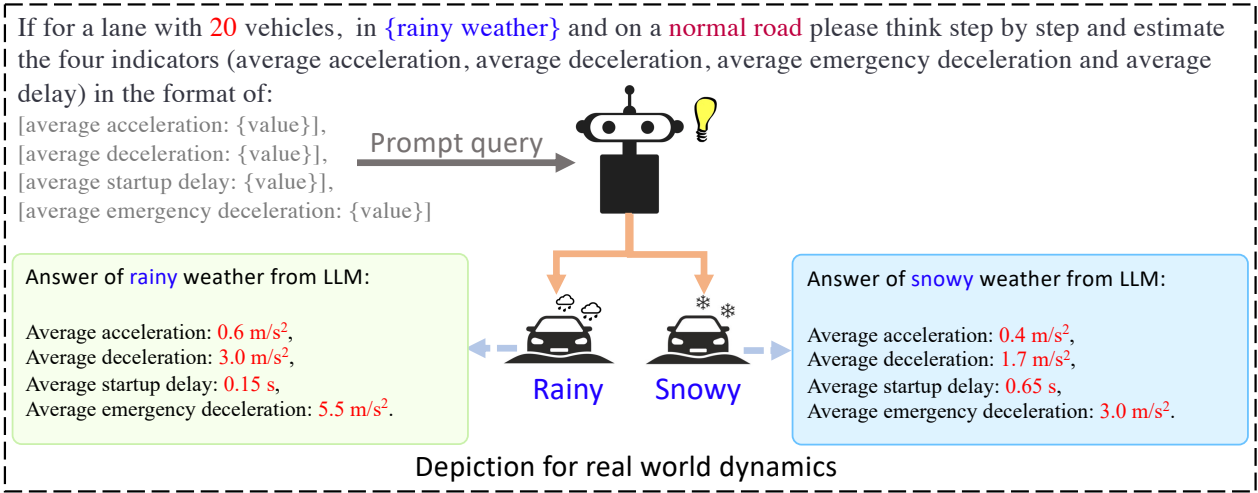 If for a lane with 20 vehicles, in {rainy weather} and on a normal road please think step by step and estimate
the four indicators (average acceleration, average deceleration, average emergency deceleration and average
delay) in the format of:
[average acceleration: {value}],
[average deceleration: {value}],
[average startup delay: {value}],
[average emergency deceleration: {value}]
Prompt query
Answer of rainy weather from LLM:
Average acceleration: 0.6 m/s²,
Average deceleration: 3.0 m/s²,
Average startup delay: 0.15 s,
Average emergency deceleration: 5.5 m/s².
Rainy
Snowy
Answer of snowy weather from LLM:
Average acceleration: 0.4 m/s²,
Average deceleration: 1.7 m/s²,
Average startup delay: 0.65 s,
Average emergency deceleration: 3.0 m/s².
Depiction for real world dynamics